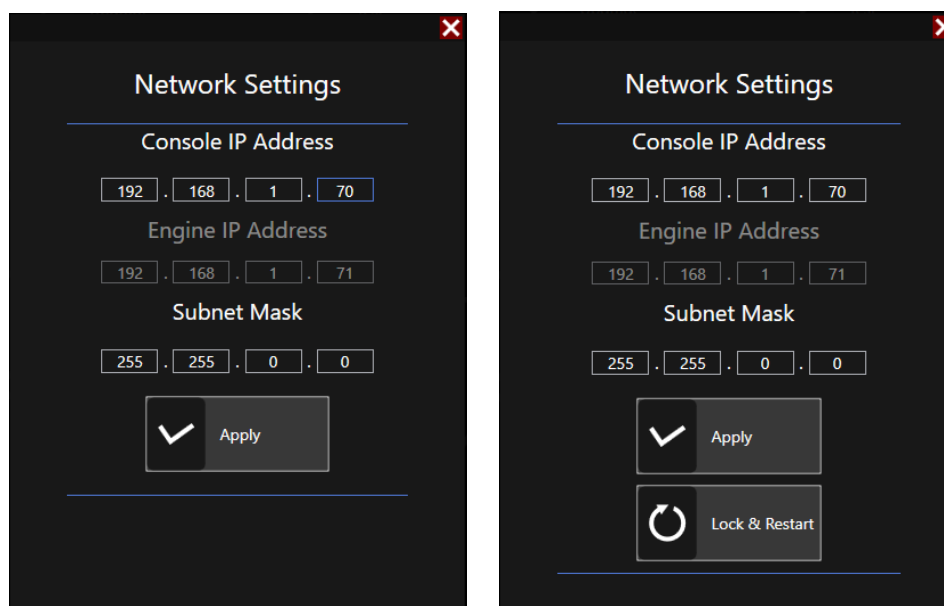 Network Settings
Console IP Address
192 . 168 . 1 . 70
Engine IP Address
192 . 168 . 1 . 71
Subnet Mask
255 . 255 . 0 . 0
Apply
Network Settings
Console IP Address
192 . 168 . 1 . 70
Engine IP Address
192 . 168 . 1 . 71
Subnet Mask
255 . 255 . 0 . 0
Apply
Lock & Restart